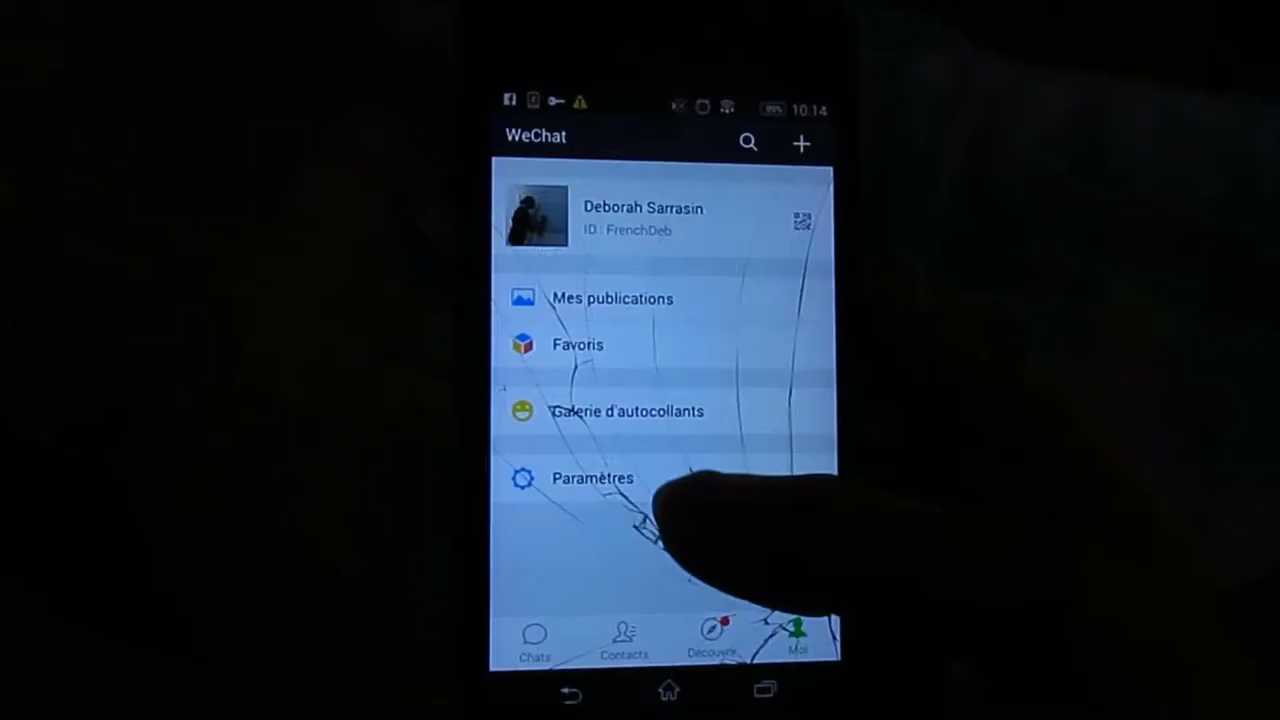 10:14
WeChat
Deborah Sarrasin
ID : FrenchDeb
Mes publications
Favoris
Galerie d'autocollants
Paramètres
Chats
Contacts
Découvrir
Moi